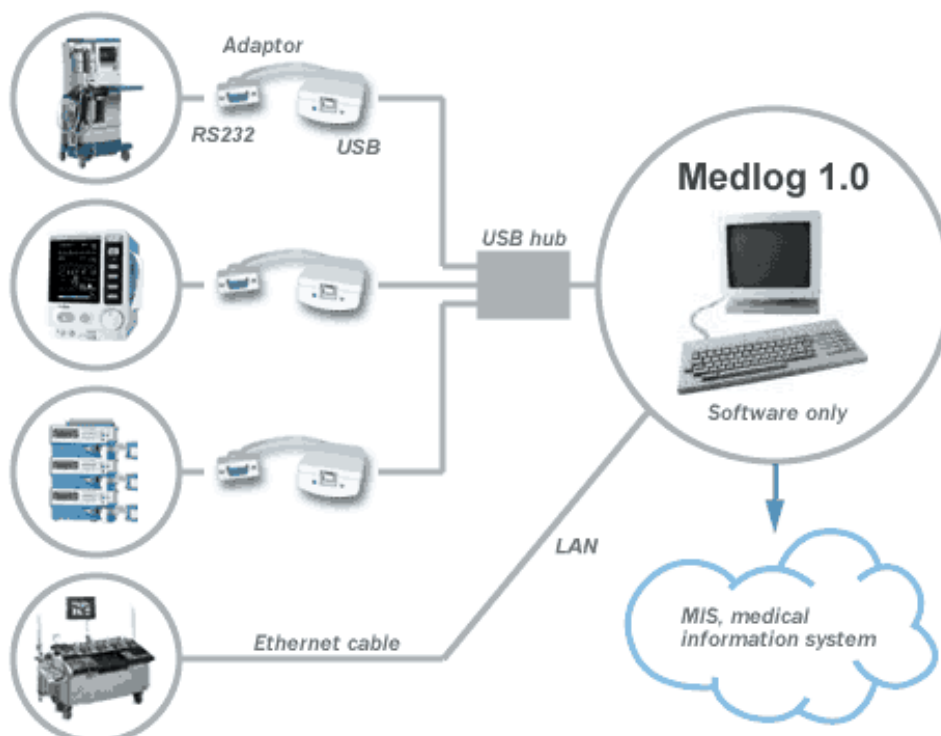 Adaptor
RS232
USB
USB hub
Medlog 1.0
Software only
LAN
Ethernet cable
MIS, medical
information system